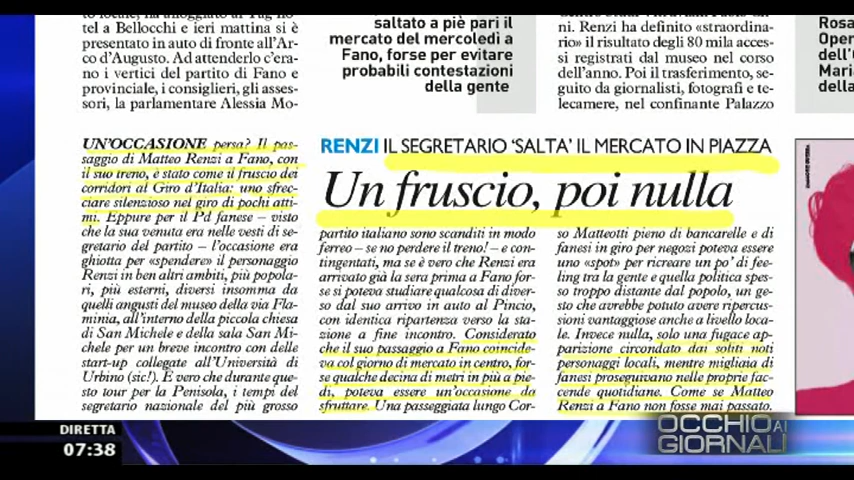 to locale, ha alloggiato al Tag ho-
tel a Bellocchi e ieri mattina si è
presentato in auto di fronte all'Ar-
co d'Augusto. Ad attenderlo c'era-
no i vertici del partito di Fano e
provinciale, i consiglieri, gli asses-
sori, la parlamentare Alessia Mo-
saltato a piè pari il
mercato del mercoledì a
Fano, forse per evitare
probabili contestazioni
della gente
ni. Renzi ha definito «straordina-
rio» il risultato degli 80 mila acces-
si registrati dal museo nel corso
dell'anno. Poi il trasferimento, se-
guito da giornalisti, fotografi e te-
lecamere, nel confinante Palazzo
Rosa
Oper
dell'
Maria
della
UN'OCCASIONE persa? Il pas-
saggio di Matteo Renzi a Fano, con
il suo treno, è stato come il fruscio dei
corridori al Giro d'Italia: uno sfrec-
ciare silenzioso nel giro di pochi atti-
mi. Eppure per il Pd fanese – visto
che la sua venuta era nelle vesti di se-
gretario del partito – l'occasione era
ghiotta per «spendere» il personaggio
Renzi in ben altri ambiti, più popola-
ri, più esterni, diversi insomma da
quelli angusti del museo della via Fla-
minia, all'interno della piccola chiesa
di San Michele e della sala San Mi-
chele per un breve incontro con delle
start-up collegate all'Università di
Urbino (sic!). E vero che durante que-
sto tour per la Penisola, i tempi del
segretario nazionale del più grosso
RENZI IL SEGRETARIO 'SALTA' IL MERCATO IN PIAZZA
Un fruscio, poi nulla
partito italiano sono scanditi in modo
ferreo – se no perdere il treno! – e con-
tingentati, ma se è vero che Renzi era
arrivato già la sera prima a Fano for-
se si poteva studiare qualcosa di diver-
so dal suo arrivo in auto al Pincio,
con identica ripartenza verso la sta-
zione a fine incontro. Considerato
che il suo passaggio a Fano coincide-
va col giorno di mercato in centro, for-
se qualche decina di metri in più a pie-
di, poteva essere un'occasione da
sfruttare. Una passeggiata lungo Cor-
so Matteotti pieno di bancarelle e di
fanesi in giro per negozi poteva essere
uno «spot» per ricreare un po' di fee-
ling tra la gente e quella politica spes-
so troppo distante dal popolo, un ge-
sto che avrebbe potuto avere ripercus-
sioni vantaggiose anche a livello loca-
le. Invece nulla, solo una fugace ap-
parizione circondato dai soliti noti
personaggi locali, mentre migliaia di
fanesi proseguivano nelle proprie fac-
cende quotidiane. Come se Matteo
Renzi a Fano non fosse mai passato.
DIRETTA
07:38
OCCHIO AI
GIORNALI